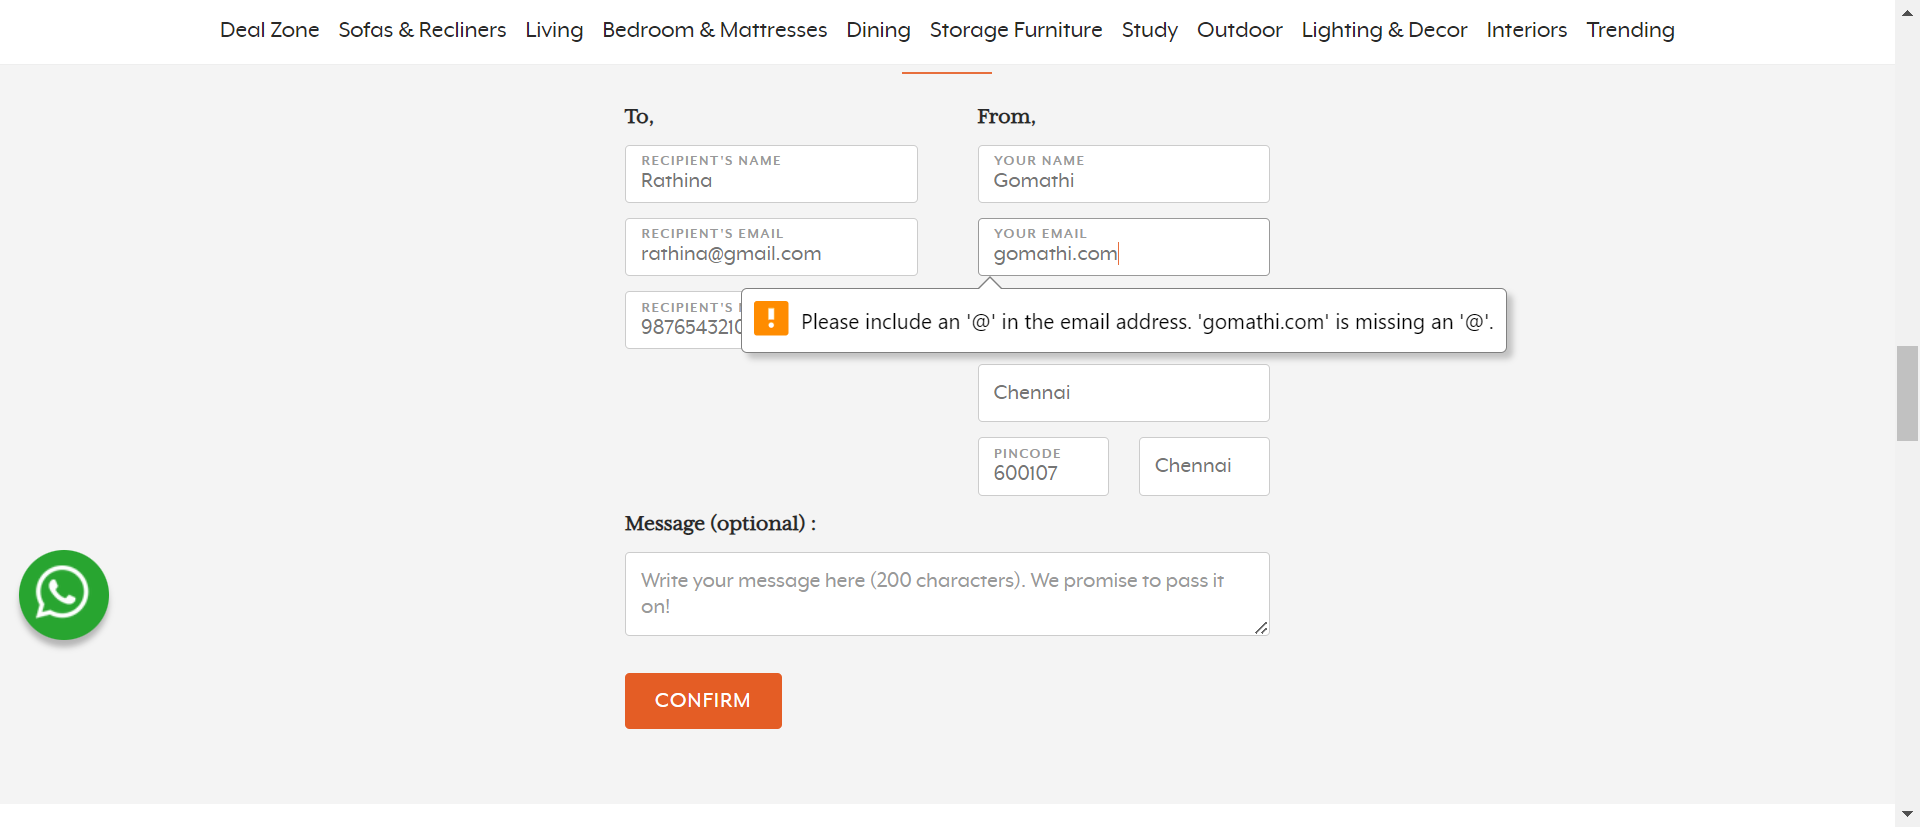 Deal Zone Sofas & Recliners Living Bedroom & Mattresses Dining Storage Furniture Study Outdoor Lighting & Decor Interiors Trending
To,
From,
RECIPIENT'S NAME
Rathina
YOUR NAME
Gomathi
RECIPIENT'S EMAIL
rathina@gmail.com
YOUR EMAIL
gomathi.com
RECIPIENT'S
9876543210
Please include an '@' in the email address. 'gomathi.com' is missing an '@'.
Chennai
PINCODE
600107
Chennai
Message (optional) :
Write your message here (200 characters). We promise to pass it
on!
CONFIRM